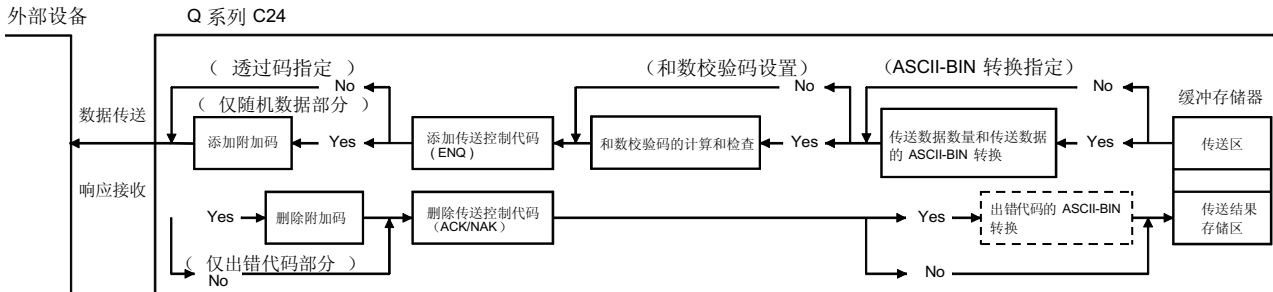 外部设备
Q 系列 C24
（ 透过码指定 ）
（和数校验码设置）
（ASCII-BIN 转换指定）
No
No
No
（ 仅随机数据部分 ）
数据传送
缓冲存储器
添加附加码
Yes
添加传送控制代码
( ENQ )
和数校验码的计算和检查
Yes
传送数据数量和传送数据
的 ASCII-BIN 转换
Yes
传送区
响应接收
Yes
删除附加码
删除传送控制代码
(ACK/NAK )
Yes
出错代码的 ASCII-BIN
转换
传送结果
存储区
（ 仅出错代码部分 ）
No
No